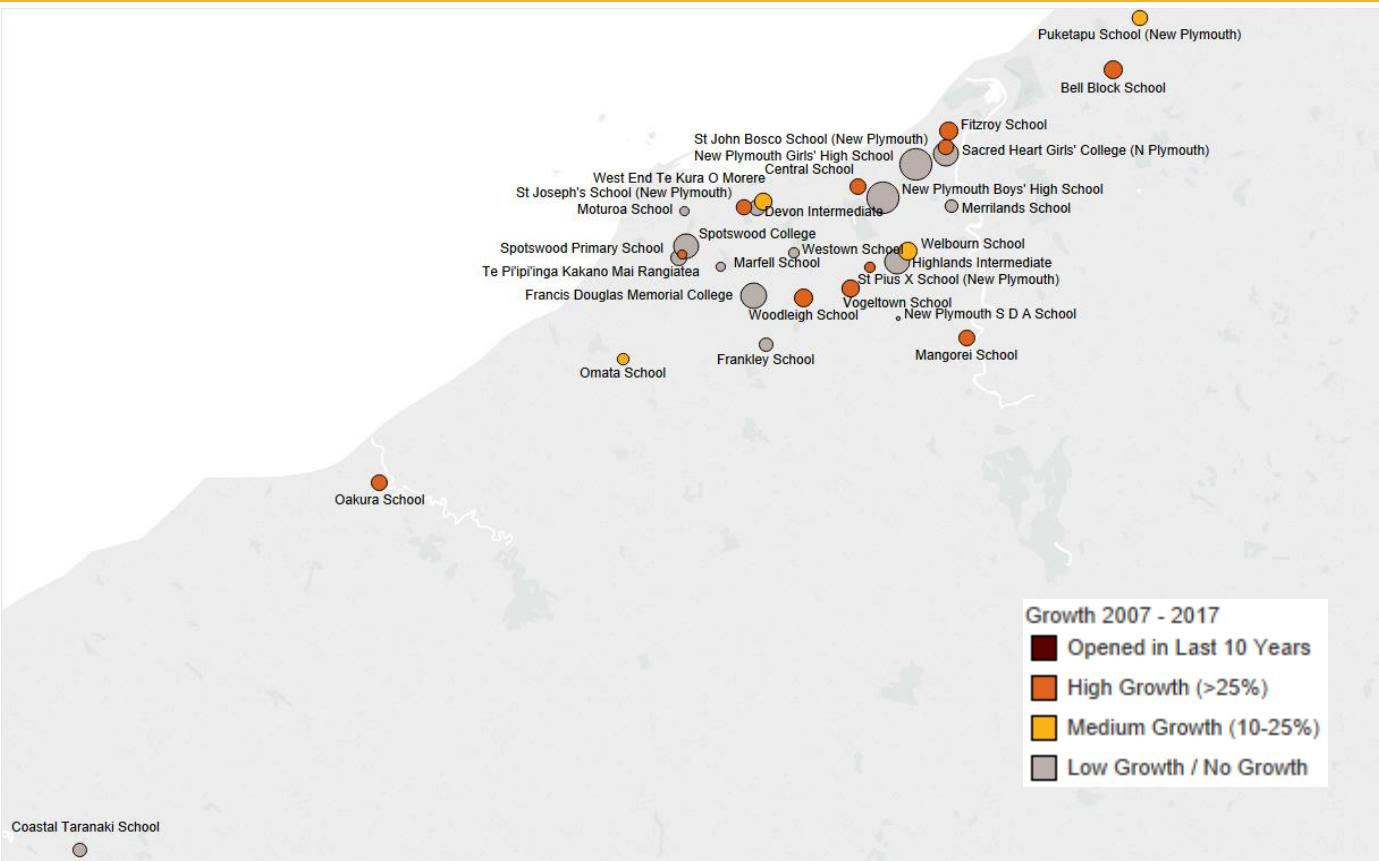 Puketapu School (New Plymouth)
Bell Block School
Fitzroy School
St John Bosco School (New Plymouth)
Sacred Heart Girls' College (N Plymouth)
New Plymouth Girls' High School
Central School
West End Te Kura O Morere
New Plymouth Boys' High School
St Joseph's School (New Plymouth)
Moturoa School
Devon Intermediate
Merrilands School
Spotswood College
Spotswood Primary School
Westown School
Welbourn School
Te Pi'ipi'inga Kakano Mai Rangiatea
Marfell School
Highlands Intermediate
St Pius X School (New Plymouth)
Francis Douglas Memorial College
Vogeltown School
Woodleigh School
New Plymouth S D A School
Frankley School
Mangorei School
Omata School
Oakura School
Growth 2007 - 2017
Opened in Last 10 Years
High Growth (>25%)
Medium Growth (10-25%)
Low Growth / No Growth
Coastal Taranaki School